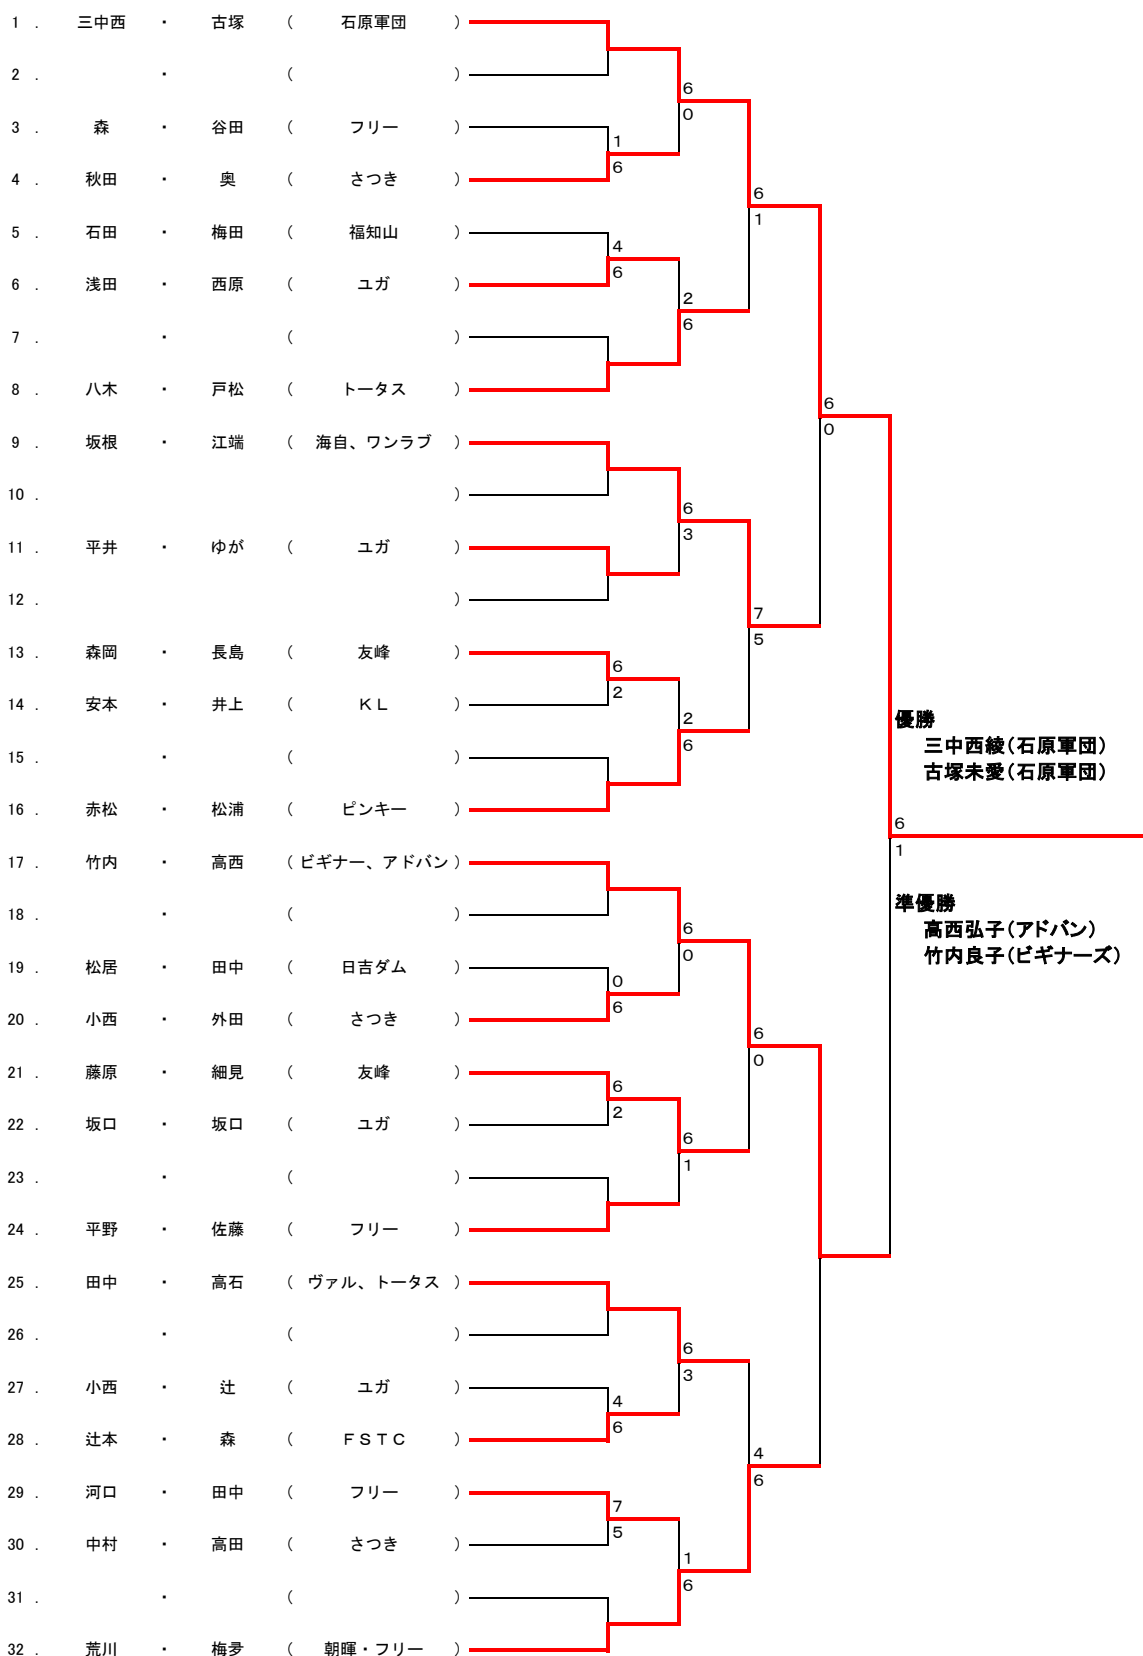 1 . 三中西 ・ 古塚 ( 石原軍団 )
2 . ・ ( )
6
0
3 . 森 ・ 谷田 ( フリー )
1
6
4 . 秋田 ・ 奥 ( さつき )
6
1
5 . 石田 ・ 梅田 ( 福知山 )
4
6
6 . 浅田 ・ 西原 ( ユガ )
2
6
7 . ・ ( )
8 . 八木 ・ 戸松 ( トータス )
6
0
9 . 坂根 ・ 江端 ( 海自、ワンラブ )
10 . )
6
3
11 . 平井 ・ ゆが ( ユガ )
12 . )
7
5
13 . 森岡 ・ 長島 ( 友峰 )
6
2
14 . 安本 ・ 井上 ( KL )
2
6
優勝
三中西綾(石原軍団)
古塚未愛(石原軍団)
15 . ・ ( )
16 . 赤松 ・ 松浦 ( ピンキー )
6
1
17 . 竹内 ・ 高西 ( ビギナー、アドバン )
準優勝
高西弘子(アドバン)
竹内良子(ビギナーズ)
18 . ・ ( )
6
0
19 . 松居 ・ 田中 ( 日吉ダム )
0
6
20 . 小西 ・ 外田 ( さつき )
6
0
21 . 藤原 ・ 細見 ( 友峰 )
6
2
22 . 坂口 ・ 坂口 ( ユガ )
6
1
23 . ・ ( )
24 . 平野 ・ 佐藤 ( フリー )
25 . 田中 ・ 高石 ( ヴァル、トータス )
26 . ・ ( )
6
3
27 . 小西 ・ 辻 ( ユガ )
4
6
28 . 辻本 ・ 森 ( FSTC )
4
6
29 . 河口 ・ 田中 ( フリー )
7
5
30 . 中村 ・ 高田 ( さつき )
1
6
31 . ・ ( )
32 . 荒川 ・ 梅夛 ( 朝暉・フリー )